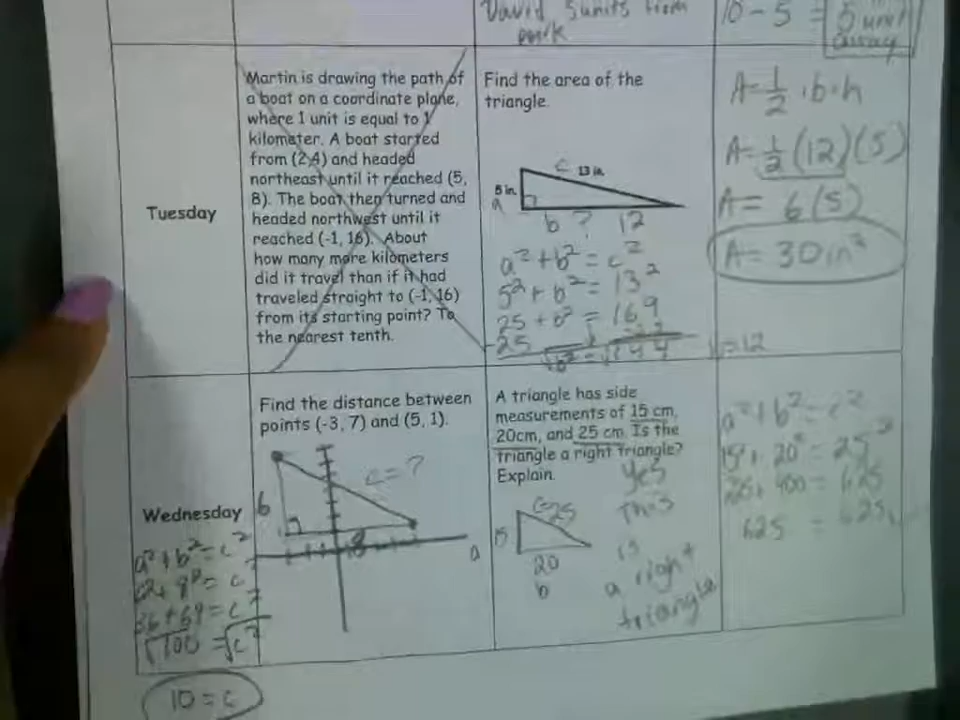 David 5units from
park
10-5 = 5 unit
away
Tuesday
Martin is drawing the path of
a boat on a coordinate plane,
where 1 unit is equal to 1
kilometer. A boat started
from (2,4) and headed
northeast until it reached (5,
8). The boat then turned and
headed northwest until it
reached (-1, 16). About
how many more kilometers
did it travel than if it had
traveled straight to (-1, 16)
from its starting point? To
the nearest tenth.
Find the area of the
triangle.
c 13 in.
5 in.
a
b ? 12
a²+b²=c²
5²+b²=13²
25+b²=169
-25
√b²=√144
b=12
A=1/2·b·h
A=1/2(12)(5)
A=6(5)
A=30in²
Wednesday
a²+b²=c²
6²+8²=c²
36+64=c²
√100=√c²
10=c
Find the distance between
points (-3, 7) and (5, 1).
c=?
6
8
a
A triangle has side
measurements of 15 cm,
20cm, and 25 cm. Is the
triangle a right triangle?
Explain.
yes
this
is
a right
triangle
c=25
15
20
b
a²+b²=c²
15²+20²=25²
225+400=625
625=625